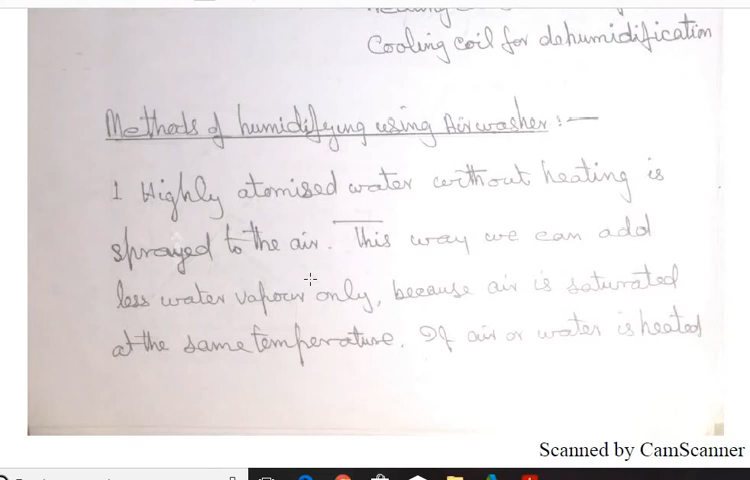 Cooling coil for dehumidification
Methods of humidifying using Airwasher :—
1 Highly atomised water without heating is
sprayed to the air. This way we can add
less water vapour only, because air is saturated
at the same temperature. If air or water is heated
Scanned by CamScanner